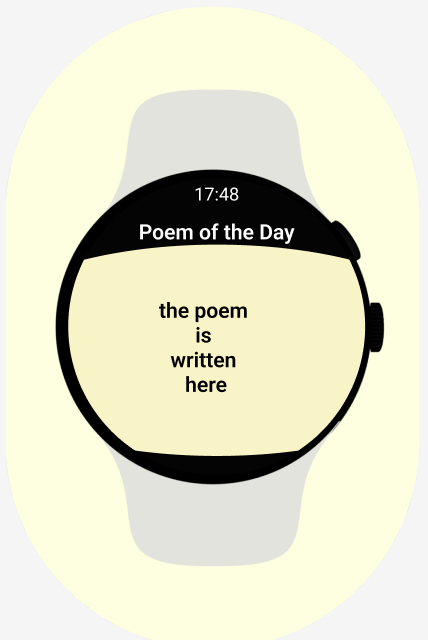 17:48
Poem of the Day
the poem
is
written
here